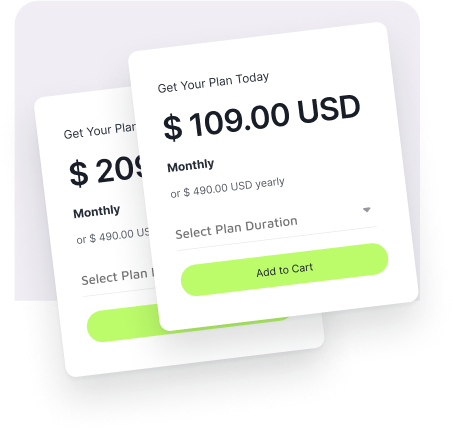 Get Your Plan Today
$ 109.00 USD
Monthly
or $ 490.00 USD yearly
Select Plan Duration
Add to Cart
Get Your Plan
$ 209
Monthly
or $ 490.00 US
Select Plan